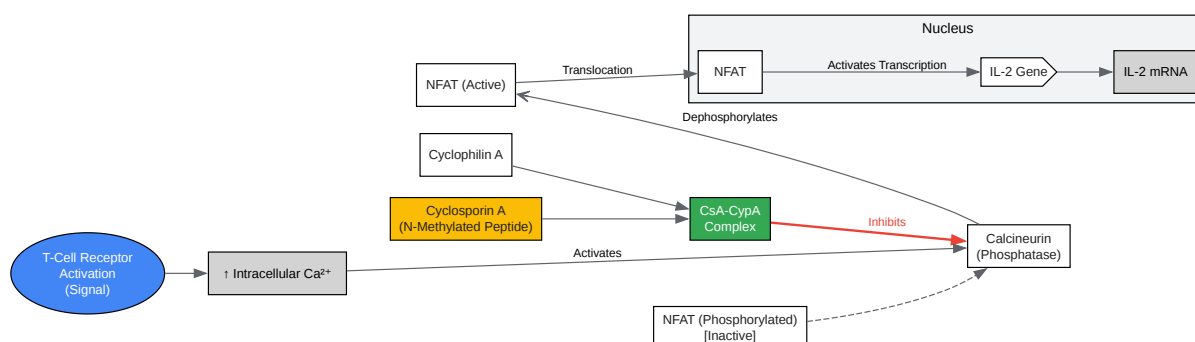 Nucleus
NFAT (Active)
Translocation
NFAT
Activates Transcription
IL-2 Gene
IL-2 mRNA
Dephosphorylates
Cyclophilin A
Cyclosporin A
(N-Methylated Peptide)
CsA-CypA
Complex
Inhibits
Calcineurin
(Phosphatase)
T-Cell Receptor
Activation
(Signal)
↑ Intracellular Ca²⁺
Activates
NFAT (Phosphorylated)
[Inactive]